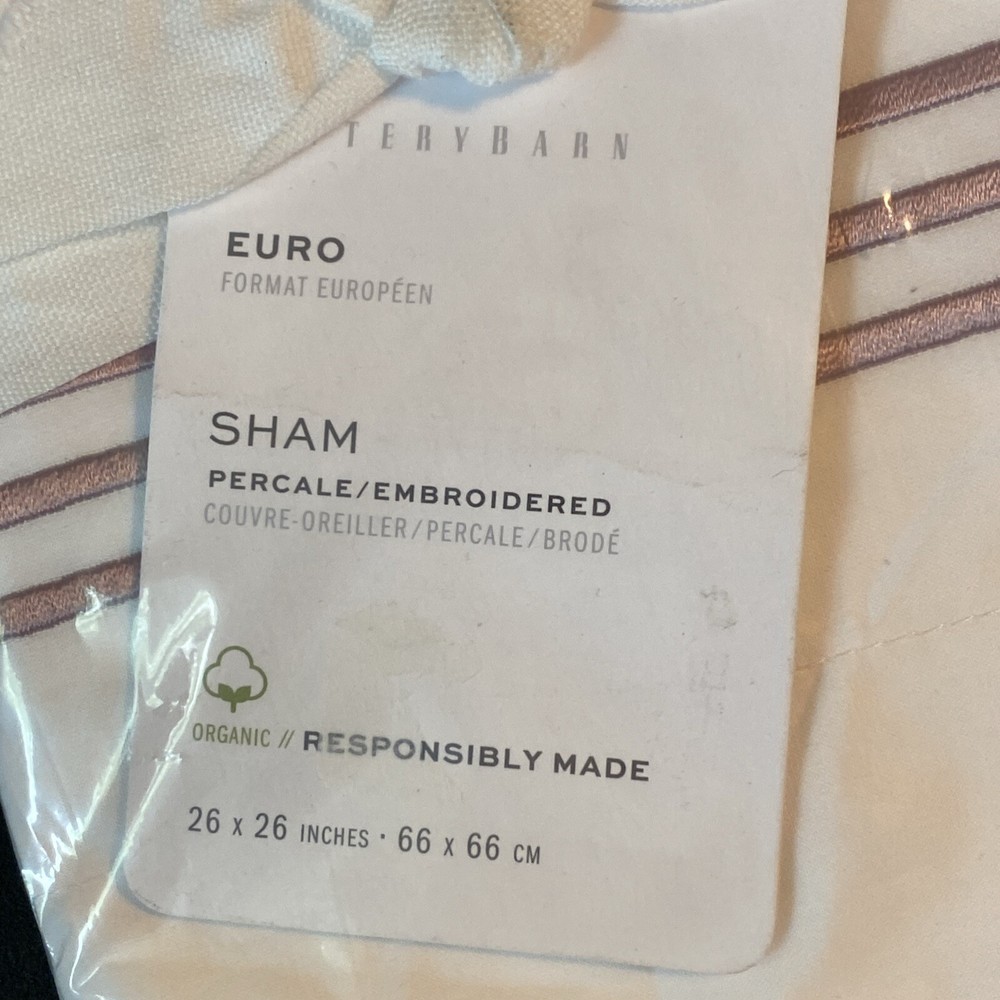 TERYBARN
EURO
FORMAT EUROPÉEN
SHAM
PERCALE/EMBROIDERED
COUVRE-OREILLER/PERCALE/BRODÉ
ORGANIC // RESPONSIBLY MADE
26 x 26 INCHES · 66 x 66 CM